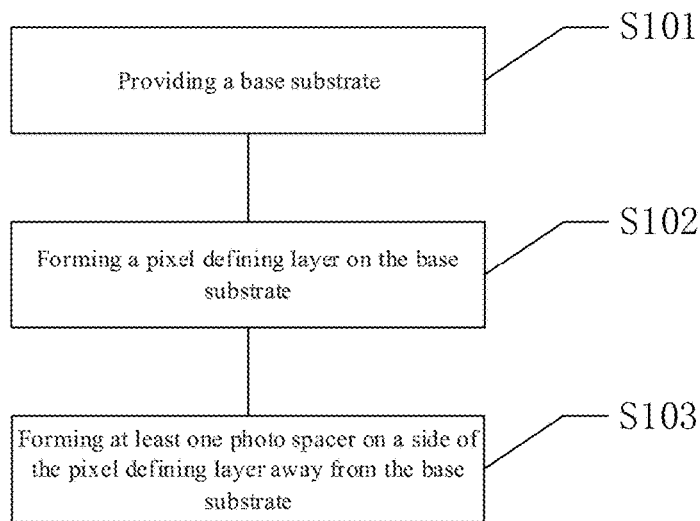 S101
Providing a base substrate
S102
Forming a pixel defining layer on the base
substrate
S103
Forming at least one photo spacer on a side of
the pixel defining layer away from the base
substrate